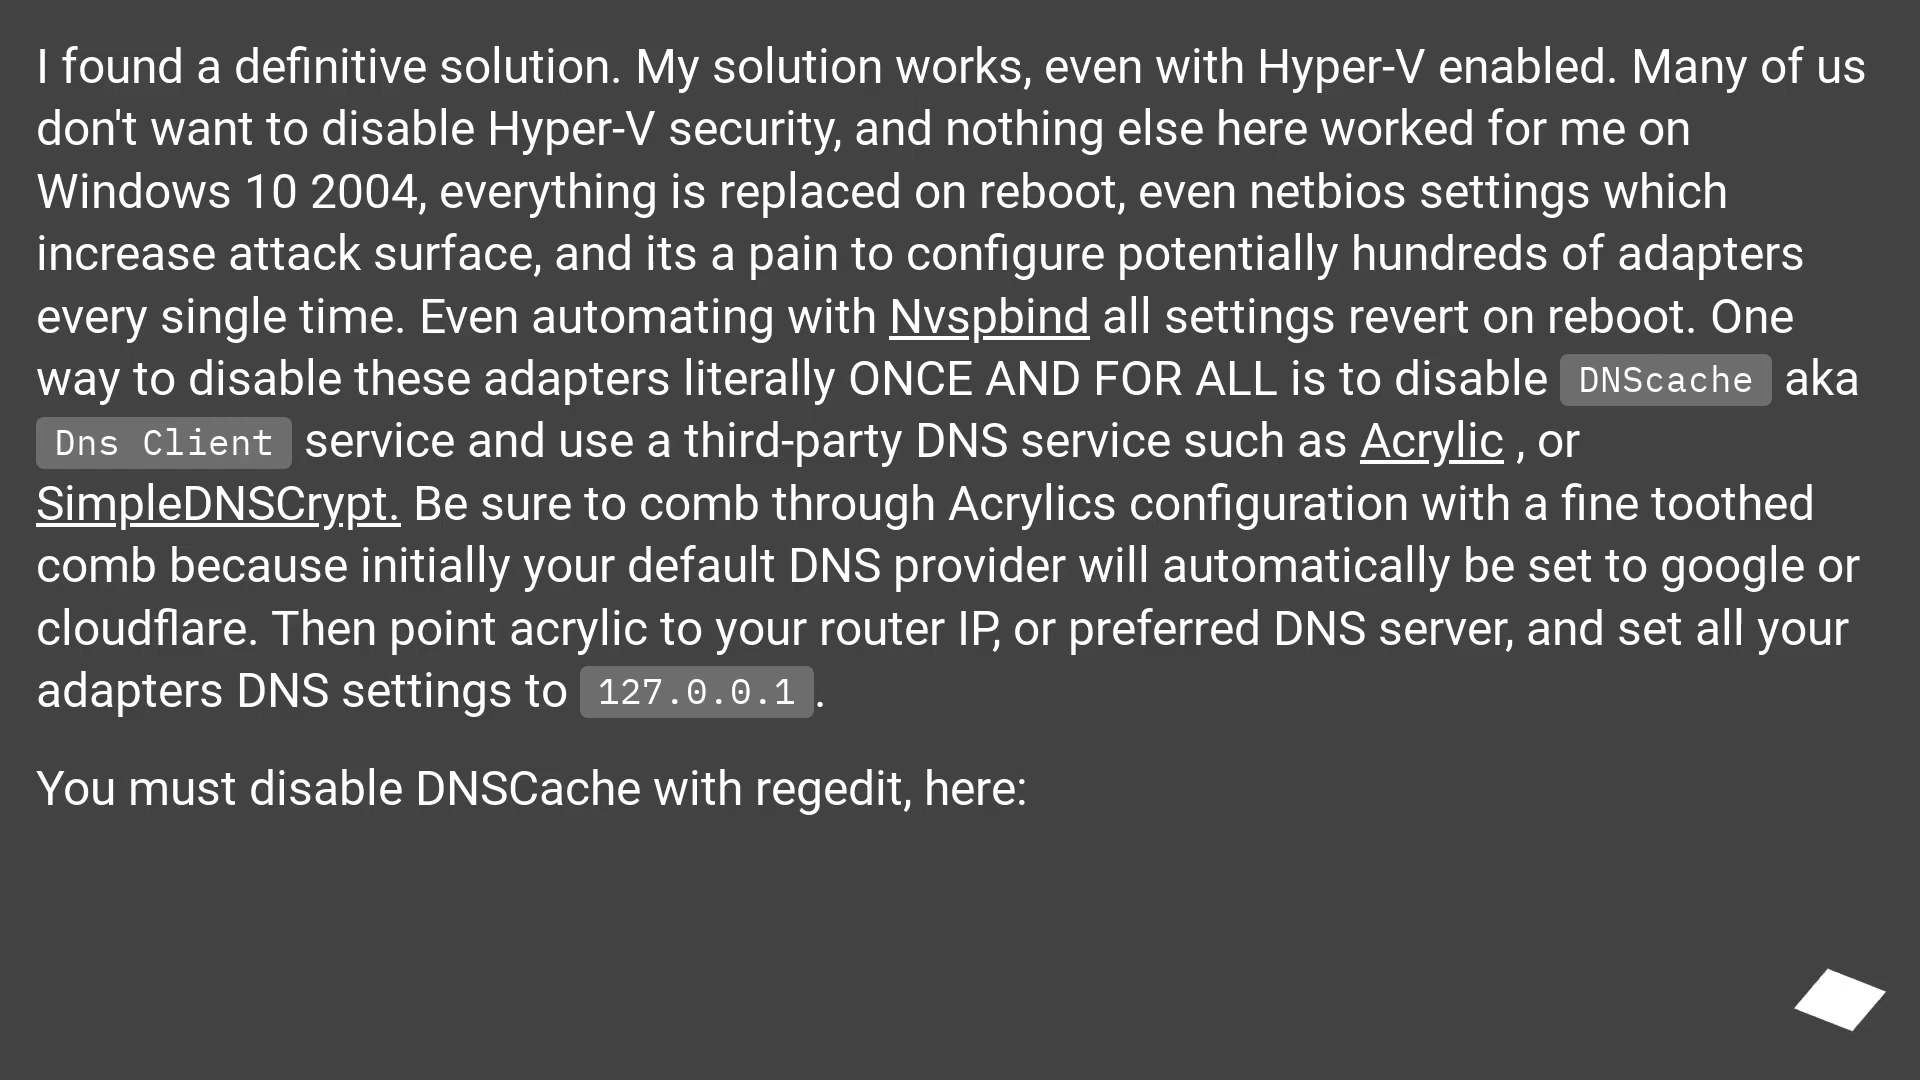 I found a definitive solution. My solution works, even with Hyper-V enabled. Many of us
don't want to disable Hyper-V security, and nothing else here worked for me on
Windows 10 2004, everything is replaced on reboot, even netbios settings which
increase attack surface, and its a pain to configure potentially hundreds of adapters
every single time. Even automating with Nvspbind all settings revert on reboot. One
way to disable these adapters literally ONCE AND FOR ALL is to disable DNScache aka
Dns Client service and use a third-party DNS service such as Acrylic , or
SimpleDNSCrypt. Be sure to comb through Acrylics configuration with a fine toothed
comb because initially your default DNS provider will automatically be set to google or
cloudflare. Then point acrylic to your router IP, or preferred DNS server, and set all your
adapters DNS settings to 127.0.0.1.
You must disable DNSCache with regedit, here: